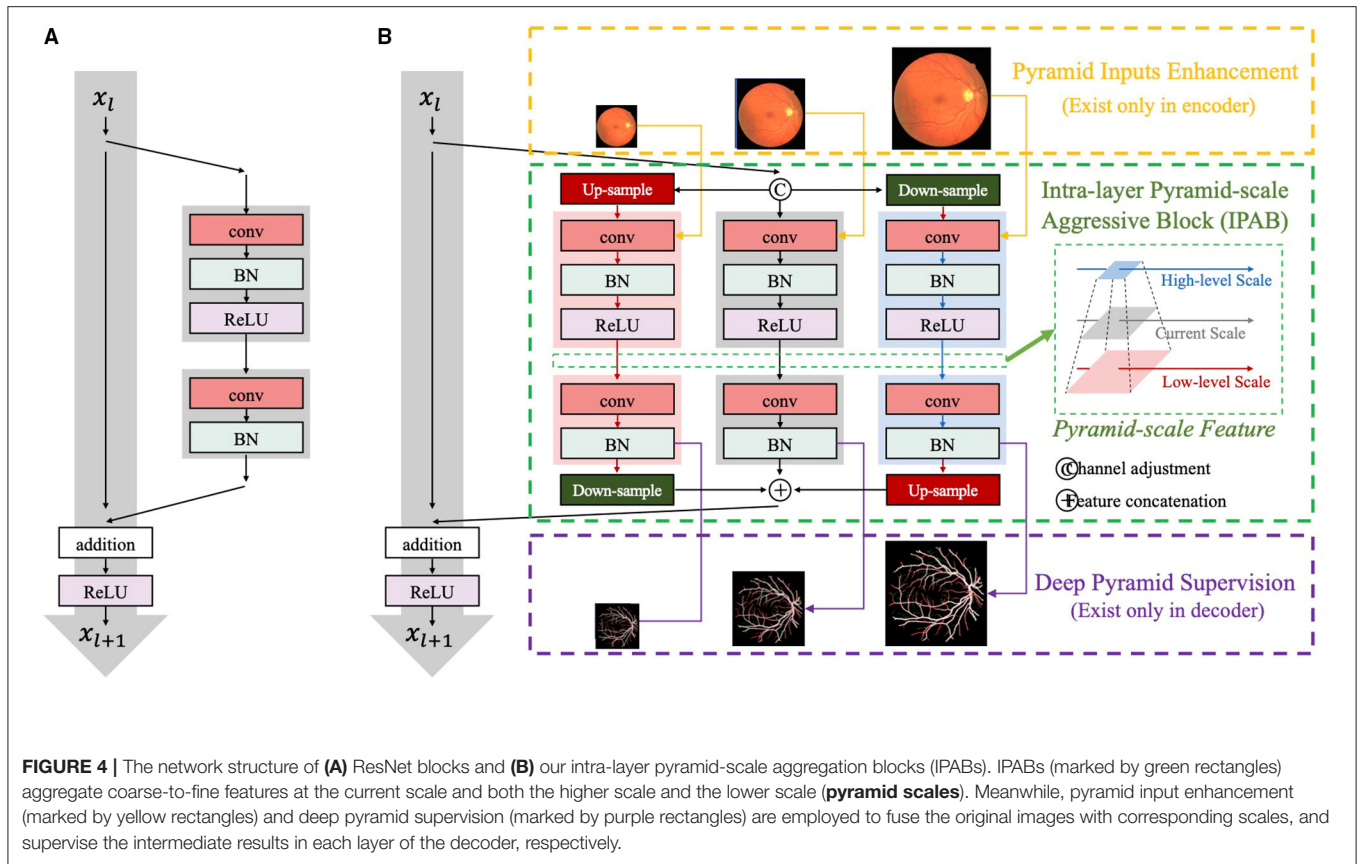 A
B
x_l
conv
BN
ReLU
conv
BN
addition
ReLU
x_{l+1}
x_l
addition
ReLU
x_{l+1}
Pyramid Inputs Enhancement
(Exist only in encoder)
Up-sample
C
Down-sample
conv
conv
conv
BN
BN
BN
ReLU
ReLU
ReLU
conv
conv
conv
BN
BN
BN
Down-sample
+
Up-sample
Intra-layer Pyramid-scale
Aggressive Block (IPAB)
High-level Scale
Current Scale
Low-level Scale
Pyramid-scale Feature
Channel adjustment
+ Feature concatenation
Deep Pyramid Supervision
(Exist only in decoder)
FIGURE 4 | The network structure of (A) ResNet blocks and (B) our intra-layer pyramid-scale aggregation blocks (IPABs). IPABs (marked by green rectangles)
aggregate coarse-to-fine features at the current scale and both the higher scale and the lower scale (pyramid scales). Meanwhile, pyramid input enhancement
(marked by yellow rectangles) and deep pyramid supervision (marked by purple rectangles) are employed to fuse the original images with corresponding scales, and
supervise the intermediate results in each layer of the decoder, respectively.